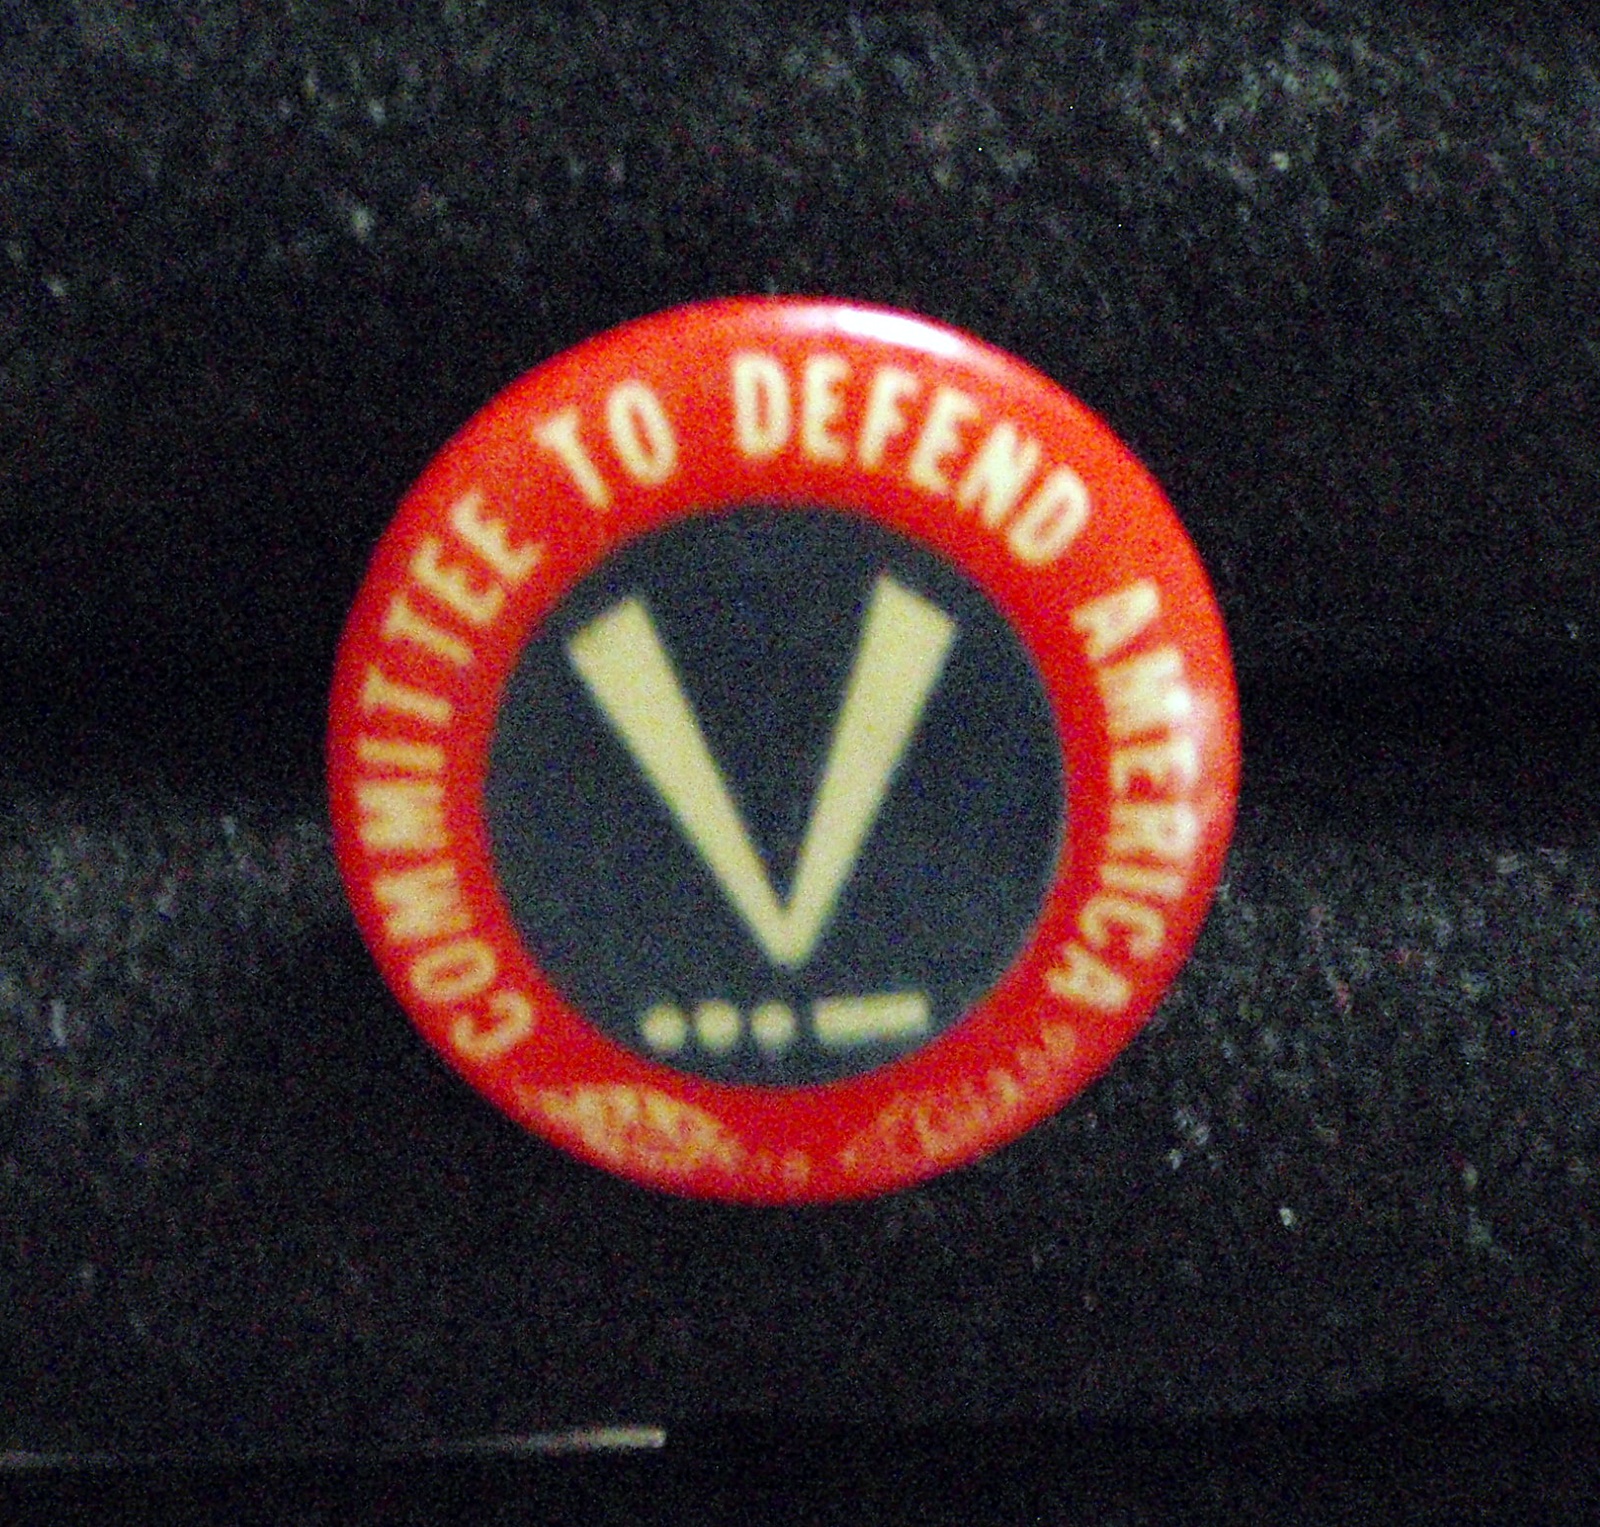 COMMITTEE TO DEFEND AMERICA
V